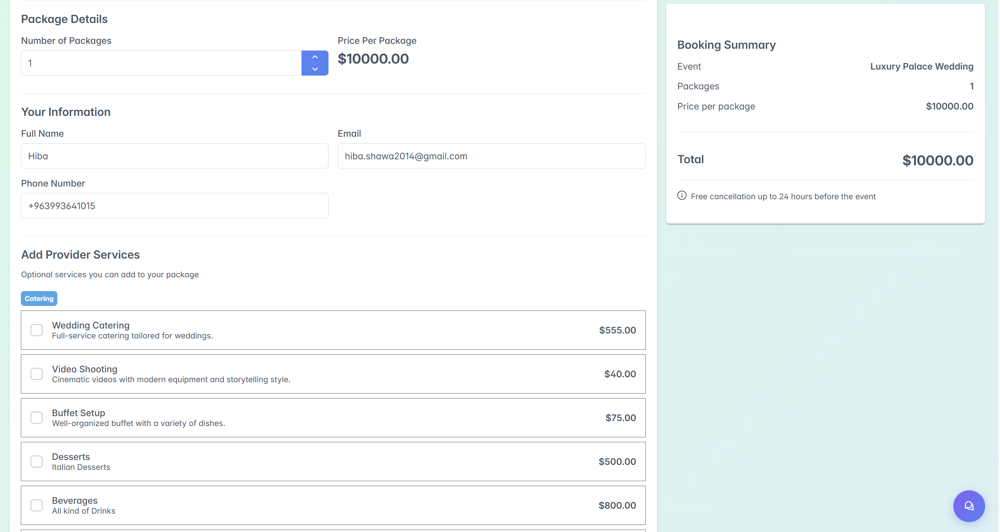 Package Details
Number of Packages
1
Price Per Package
$10000.00
Your Information
Full Name
Hiba
Email
hiba.shawa2014@gmail.com
Phone Number
+963993641015
Add Provider Services
Optional services you can add to your package
Catering
Wedding Catering
Full-service catering tailored for weddings.
$555.00
Video Shooting
Cinematic videos with modern equipment and storytelling style.
$40.00
Buffet Setup
Well-organized buffet with a variety of dishes.
$75.00
Desserts
Italian Desserts
$500.00
Beverages
All kind of Drinks
$800.00
Booking Summary
Event Luxury Palace Wedding
Packages 1
Price per package $10000.00
Total $10000.00
Free cancellation up to 24 hours before the event